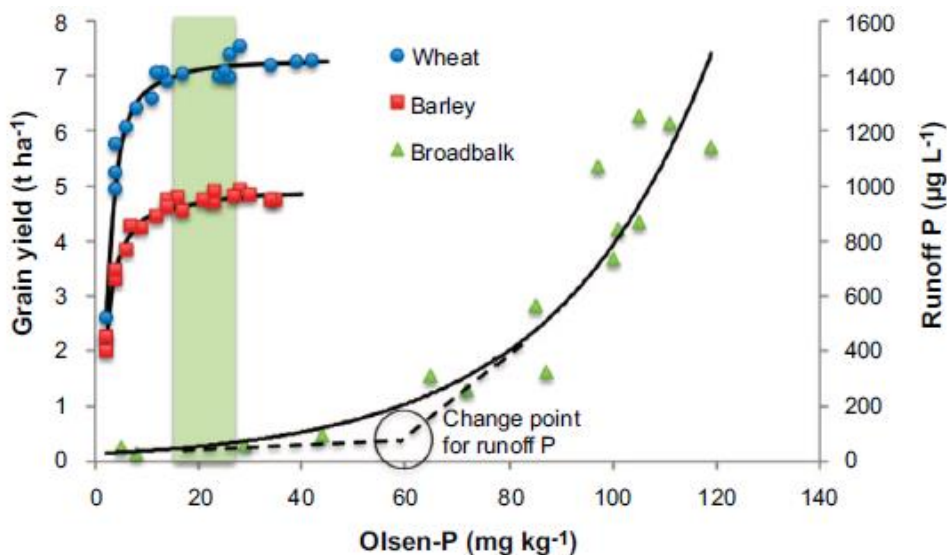 Grain yield (t ha⁻¹)
8
7
6
5
4
3
2
1
0
Wheat
Barley
Broadbalk
Change point
for runoff P
1600
1400
1200
1000
800
600
400
200
0
Runoff P (µg L⁻¹)
0 20 40 60 80 100 120 140
Olsen-P (mg kg⁻¹)